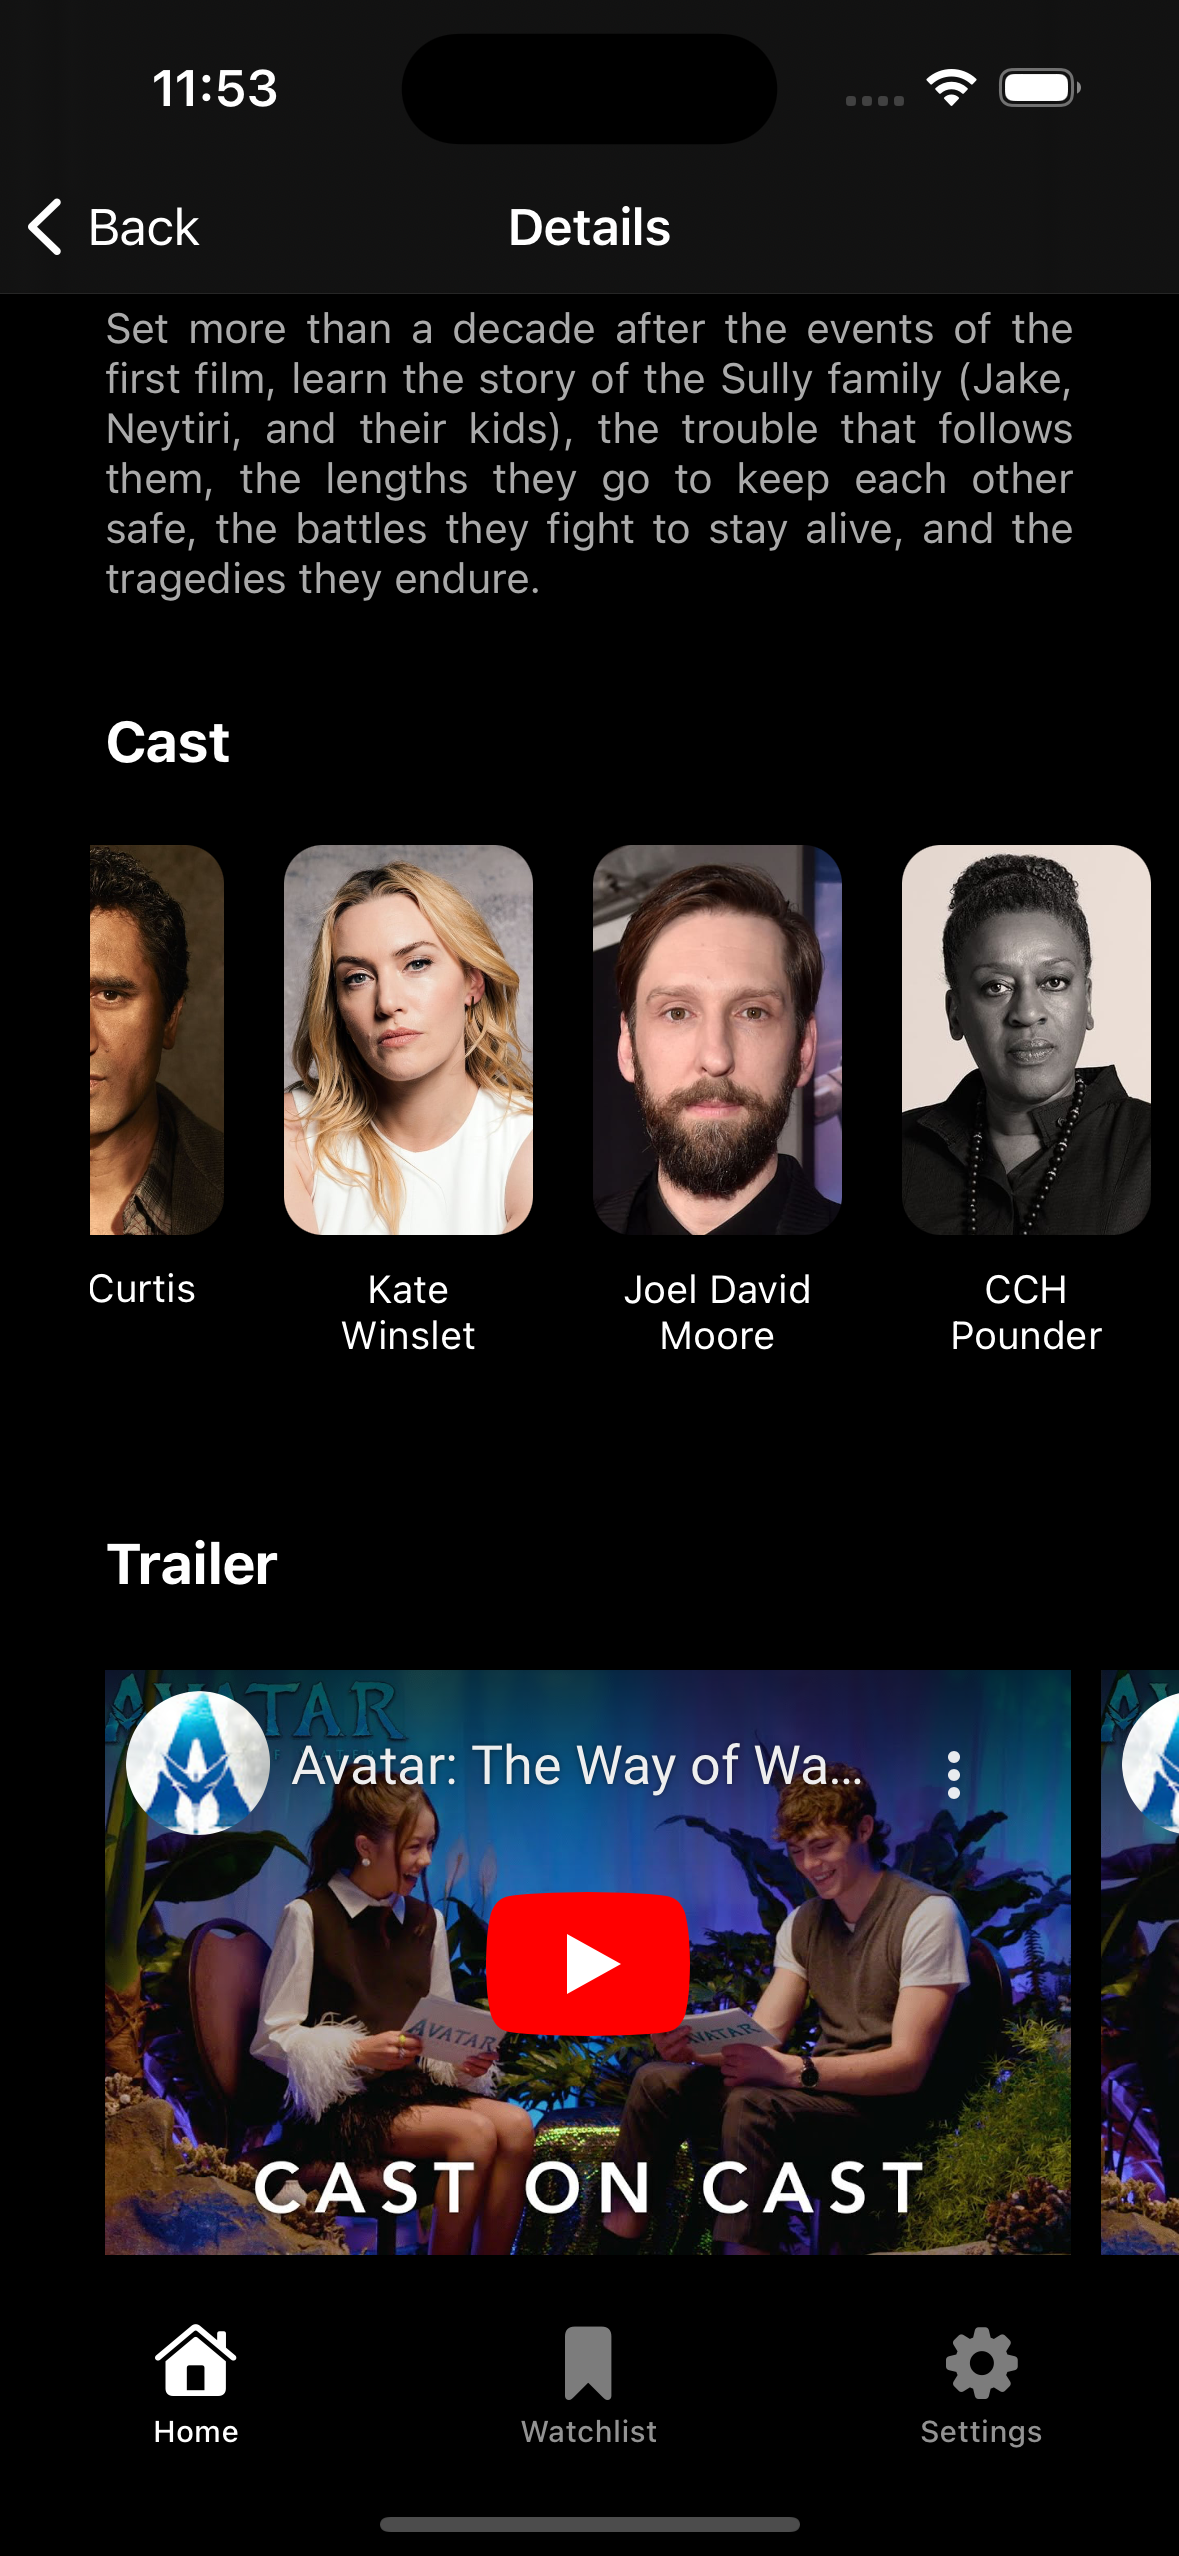 11:53
Back
Details
Set more than a decade after the events of the
first film, learn the story of the Sully family (Jake,
Neytiri, and their kids), the trouble that follows
them, the lengths they go to keep each other
safe, the battles they fight to stay alive, and the
tragedies they endure.
Cast
Curtis
Kate
Winslet
Joel David
Moore
CCH
Pounder
Trailer
AVATAR
Avatar: The Way of Wa...
AVATAR
AVATAR
CAST ON CAST
Home
Watchlist
Settings